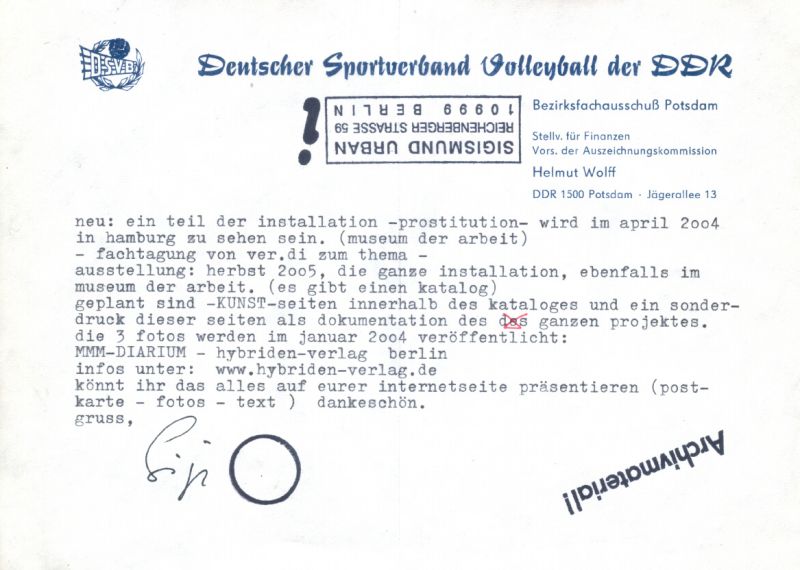 DSVB
Deutscher Sportverband Volleyball der DDR
Bezirksfachausschuß Potsdam
Stellv. für Finanzen
Vors. der Auszeichnungskommission
Helmut Wolff
DDR 1500 Potsdam · Jägerallee 13
SIGISMUND URBAN
REICHENBERGER STRASSE 59
10999 BERLIN
!
neu: ein teil der installation -prostitution- wird im april 2oo4
in hamburg zu sehen sein. (museum der arbeit)
- fachtagung von ver.di zum thema -
ausstellung: herbst 2oo5, die ganze installation, ebenfalls im
museum der arbeit. (es gibt einen katalog)
geplant sind -KUNST-seiten innerhalb des kataloges und ein sonder-
druck dieser seiten als dokumentation des das ganzen projektes.
die 3 fotos werden im januar 2oo4 veröffentlicht:
MMM-DIARIUM - hybriden-verlag berlin
infos unter: www.hybriden-verlag.de
könnt ihr das alles auf eurer internetseite präsentieren (post-
karte - fotos - text ) dankeschön.
gruss,
Sigi
Archivmaterial!